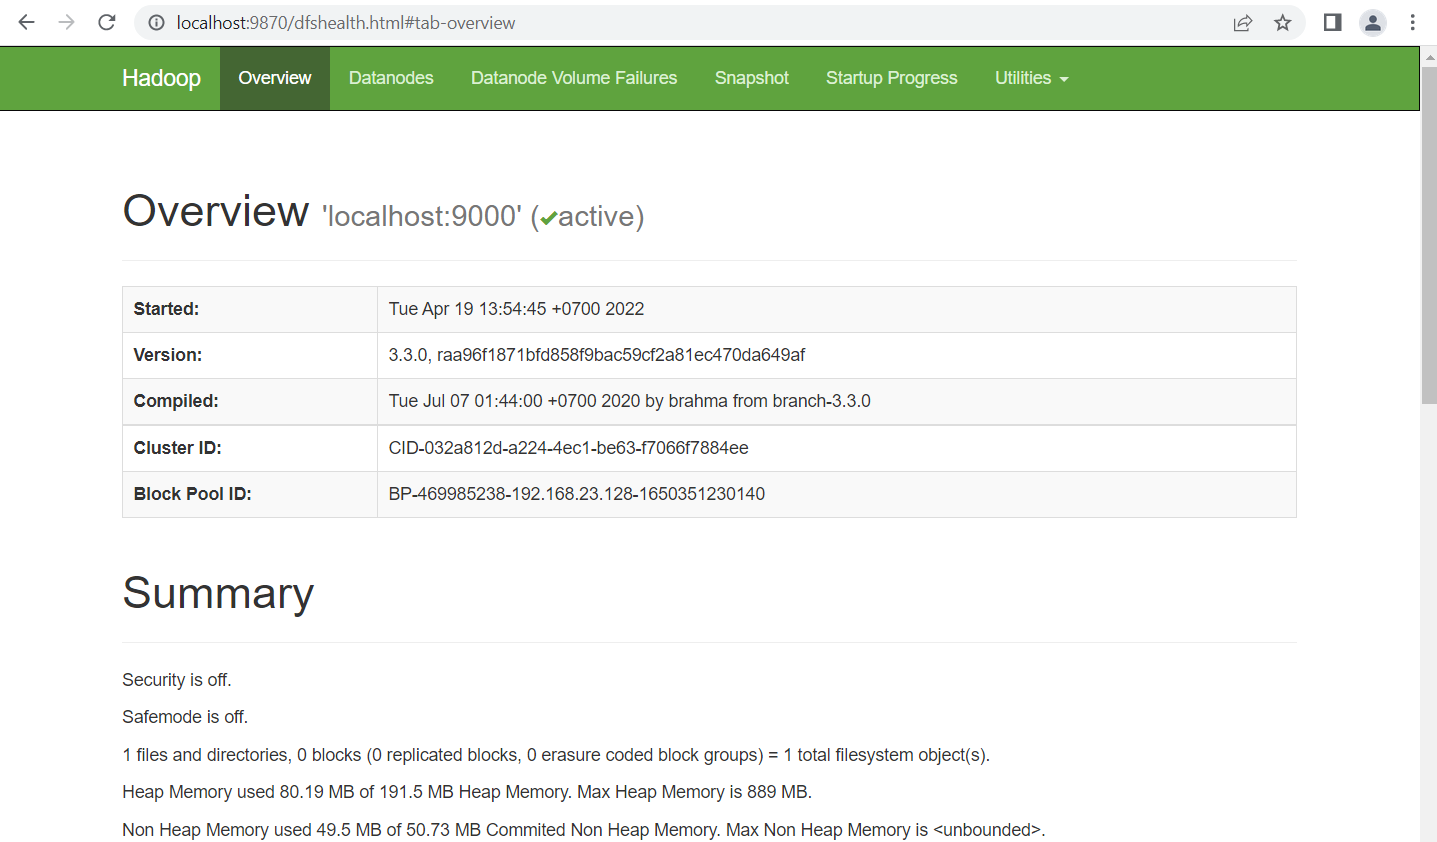 localhost:9870/dfshealth.html#tab-overview
Hadoop Overview Datanodes Datanode Volume Failures Snapshot Startup Progress Utilities
Overview 'localhost:9000' (✔active)
Started: Tue Apr 19 13:54:45 +0700 2022
Version: 3.3.0, raa96f1871bfd858f9bac59cf2a81ec470da649af
Compiled: Tue Jul 07 01:44:00 +0700 2020 by brahma from branch-3.3.0
Cluster ID: CID-032a812d-a224-4ec1-be63-f7066f7884ee
Block Pool ID: BP-469985238-192.168.23.128-1650351230140
Summary
Security is off.
Safemode is off.
1 files and directories, 0 blocks (0 replicated blocks, 0 erasure coded block groups) = 1 total filesystem object(s).
Heap Memory used 80.19 MB of 191.5 MB Heap Memory. Max Heap Memory is 889 MB.
Non Heap Memory used 49.5 MB of 50.73 MB Commited Non Heap Memory. Max Non Heap Memory is <unbounded>.